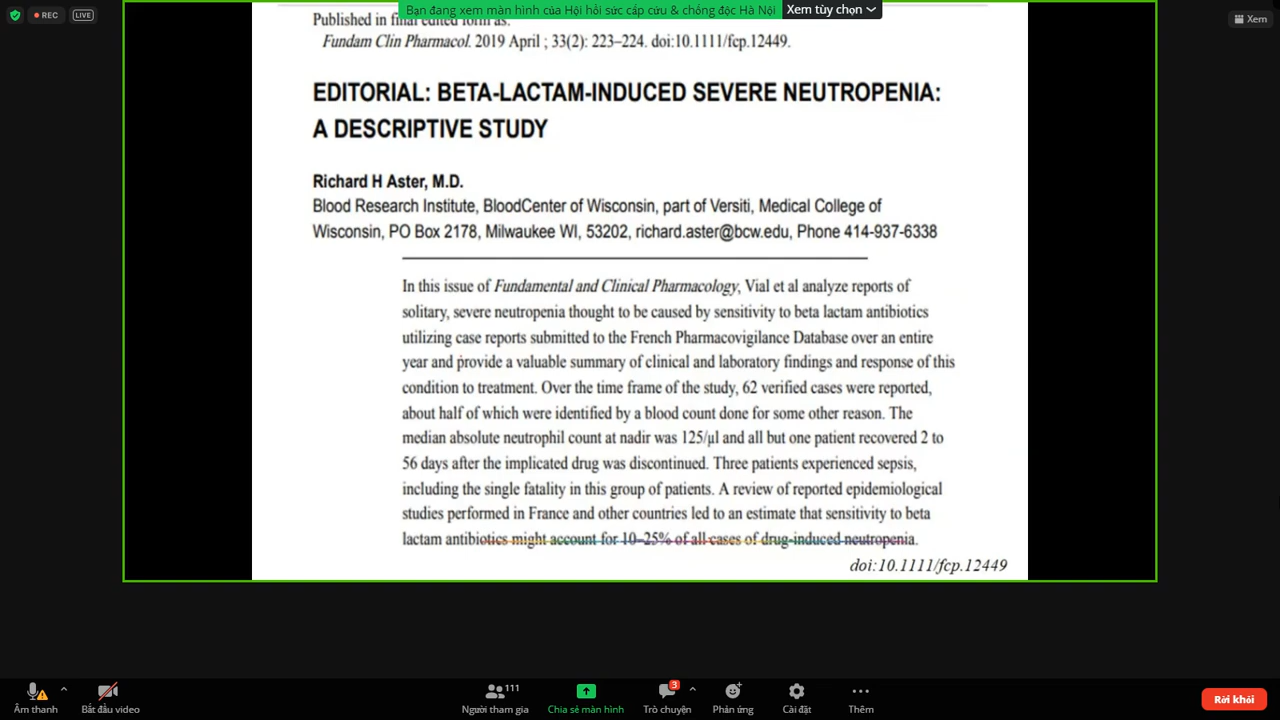 REC
LIVE
Bạn đang xem màn hình của Hội hồi sức cấp cứu & chống độc Hà Nội
Xem tùy chọn
Xem
Published in final edited form as:
Fundam Clin Pharmacol. 2019 April ; 33(2): 223–224. doi:10.1111/fcp.12449.
EDITORIAL: BETA-LACTAM-INDUCED SEVERE NEUTROPENIA:
A DESCRIPTIVE STUDY
Richard H Aster, M.D.
Blood Research Institute, BloodCenter of Wisconsin, part of Versiti, Medical College of
Wisconsin, PO Box 2178, Milwaukee WI, 53202, richard.aster@bcw.edu, Phone 414-937-6338
In this issue of Fundamental and Clinical Pharmacology, Vial et al analyze reports of
solitary, severe neutropenia thought to be caused by sensitivity to beta lactam antibiotics
utilizing case reports submitted to the French Pharmacovigilance Database over an entire
year and provide a valuable summary of clinical and laboratory findings and response of this
condition to treatment. Over the time frame of the study, 62 verified cases were reported,
about half of which were identified by a blood count done for some other reason. The
median absolute neutrophil count at nadir was 125/µl and all but one patient recovered 2 to
56 days after the implicated drug was discontinued. Three patients experienced sepsis,
including the single fatality in this group of patients. A review of reported epidemiological
studies performed in France and other countries led to an estimate that sensitivity to beta
lactam antibiotics might account for 10–25% of all cases of drug-induced neutropenia.
doi:10.1111/fcp.12449
111
3
Âm thanh
Bắt đầu video
Người tham gia
Chia sẻ màn hình
Trò chuyện
Phản ứng
Cài đặt
Thêm
Rời khỏi